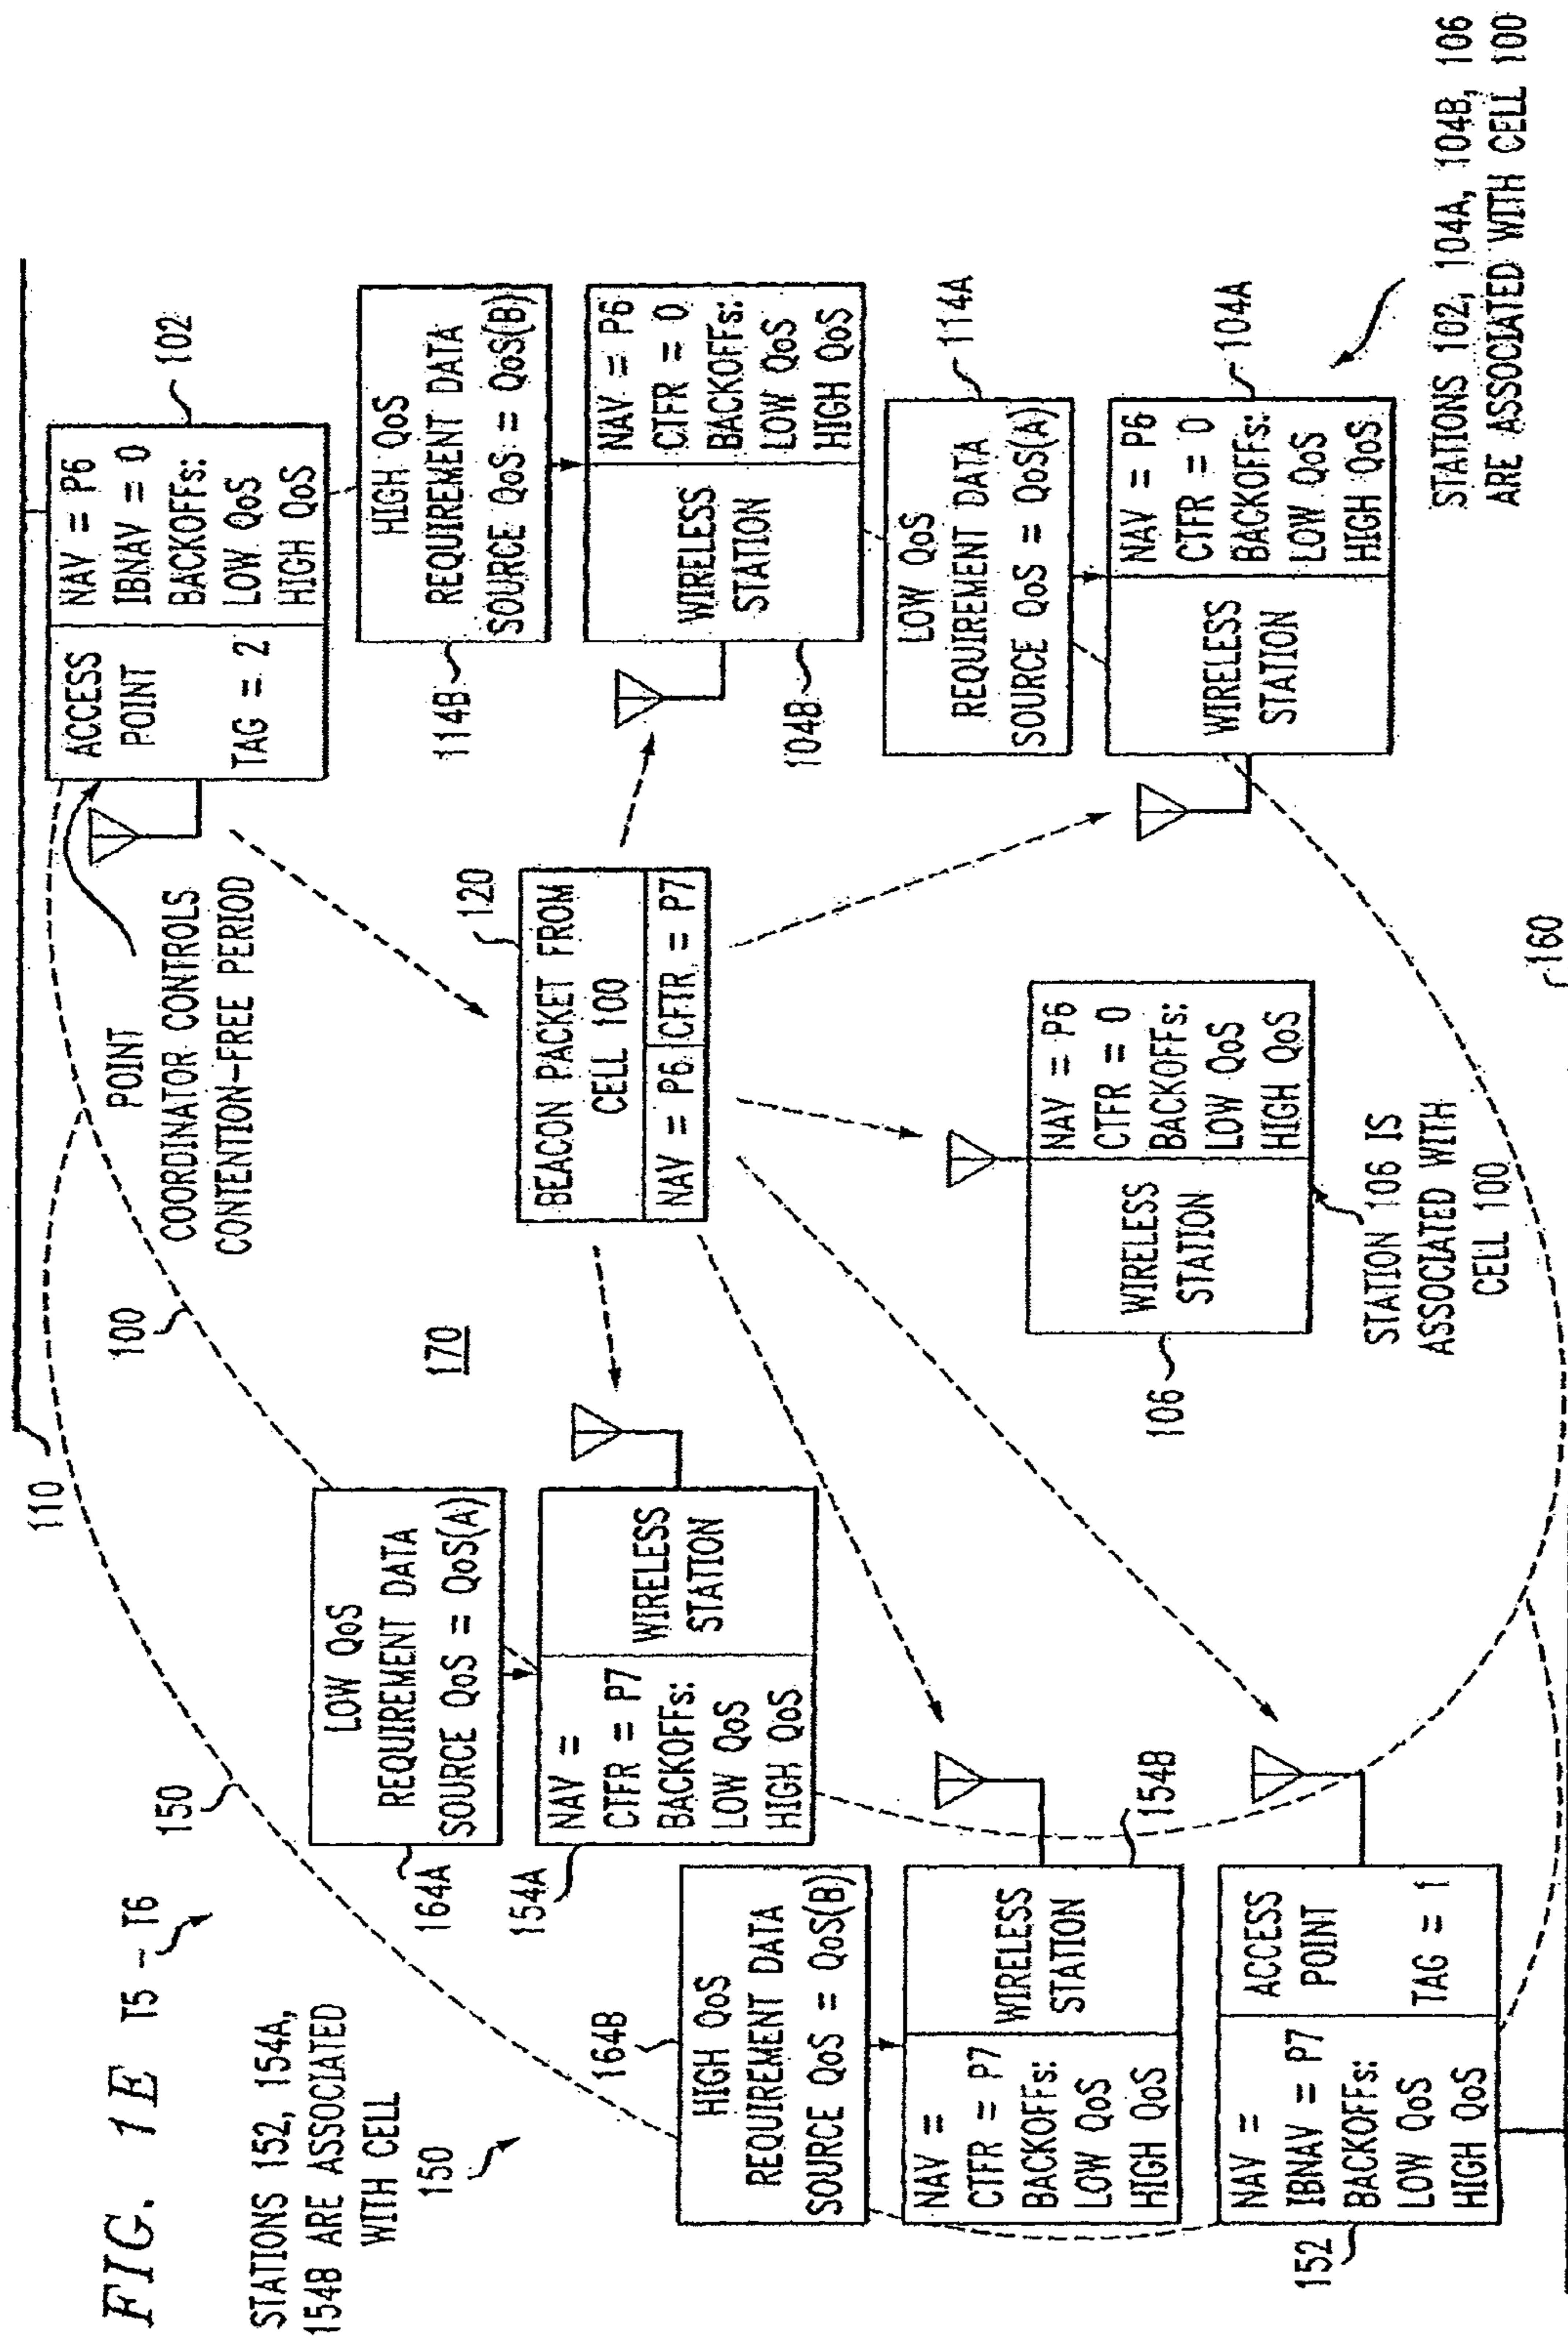 FIG. 1E T5 - T6
STATIONS 152, 154A,
154B ARE ASSOCIATED
WITH CELL
150
150
110
100
170
POINT
COORDINATOR CONTROLS
CONTENTION-FREE PERIOD
ACCESS
POINT
TAG = 2
NAV = P6
IBNAV = 0
BACKOFFs:
LOW QoS
HIGH QoS
102
164A
LOW QoS
REQUIREMENT DATA
SOURCE QoS = QoS(A)
154A
NAV =
CTFR = P7
BACKOFFs:
LOW QoS
HIGH QoS
WIRELESS
STATION
120
BEACON PACKET FROM
CELL 100
NAV = P6
CFTR = P7
114B
HIGH QoS
REQUIREMENT DATA
SOURCE QoS = QoS(B)
104B
WIRELESS
STATION
NAV = P6
CTFR = 0
BACKOFFs:
LOW QoS
HIGH QoS
164B
HIGH QoS
REQUIREMENT DATA
SOURCE QoS = QoS(B)
NAV =
CTFR = P7
BACKOFFs:
LOW QoS
HIGH QoS
WIRELESS
STATION
154B
LOW QoS
REQUIREMENT DATA
SOURCE QoS = QoS(A)
114A
WIRELESS
STATION
NAV = P6
CTFR = 0
BACKOFFs:
LOW QoS
HIGH QoS
104A
106
WIRELESS
STATION
NAV = P6
CTFR = 0
BACKOFFs:
LOW QoS
HIGH QoS
STATION 106 IS
ASSOCIATED WITH
CELL 100
152
NAV =
IBNAV = P7
BACKOFFs:
LOW QoS
HIGH QoS
ACCESS
POINT
TAG = 1
160
STATIONS 102, 104A, 104B, 106
ARE ASSOCIATED WITH CELL 100